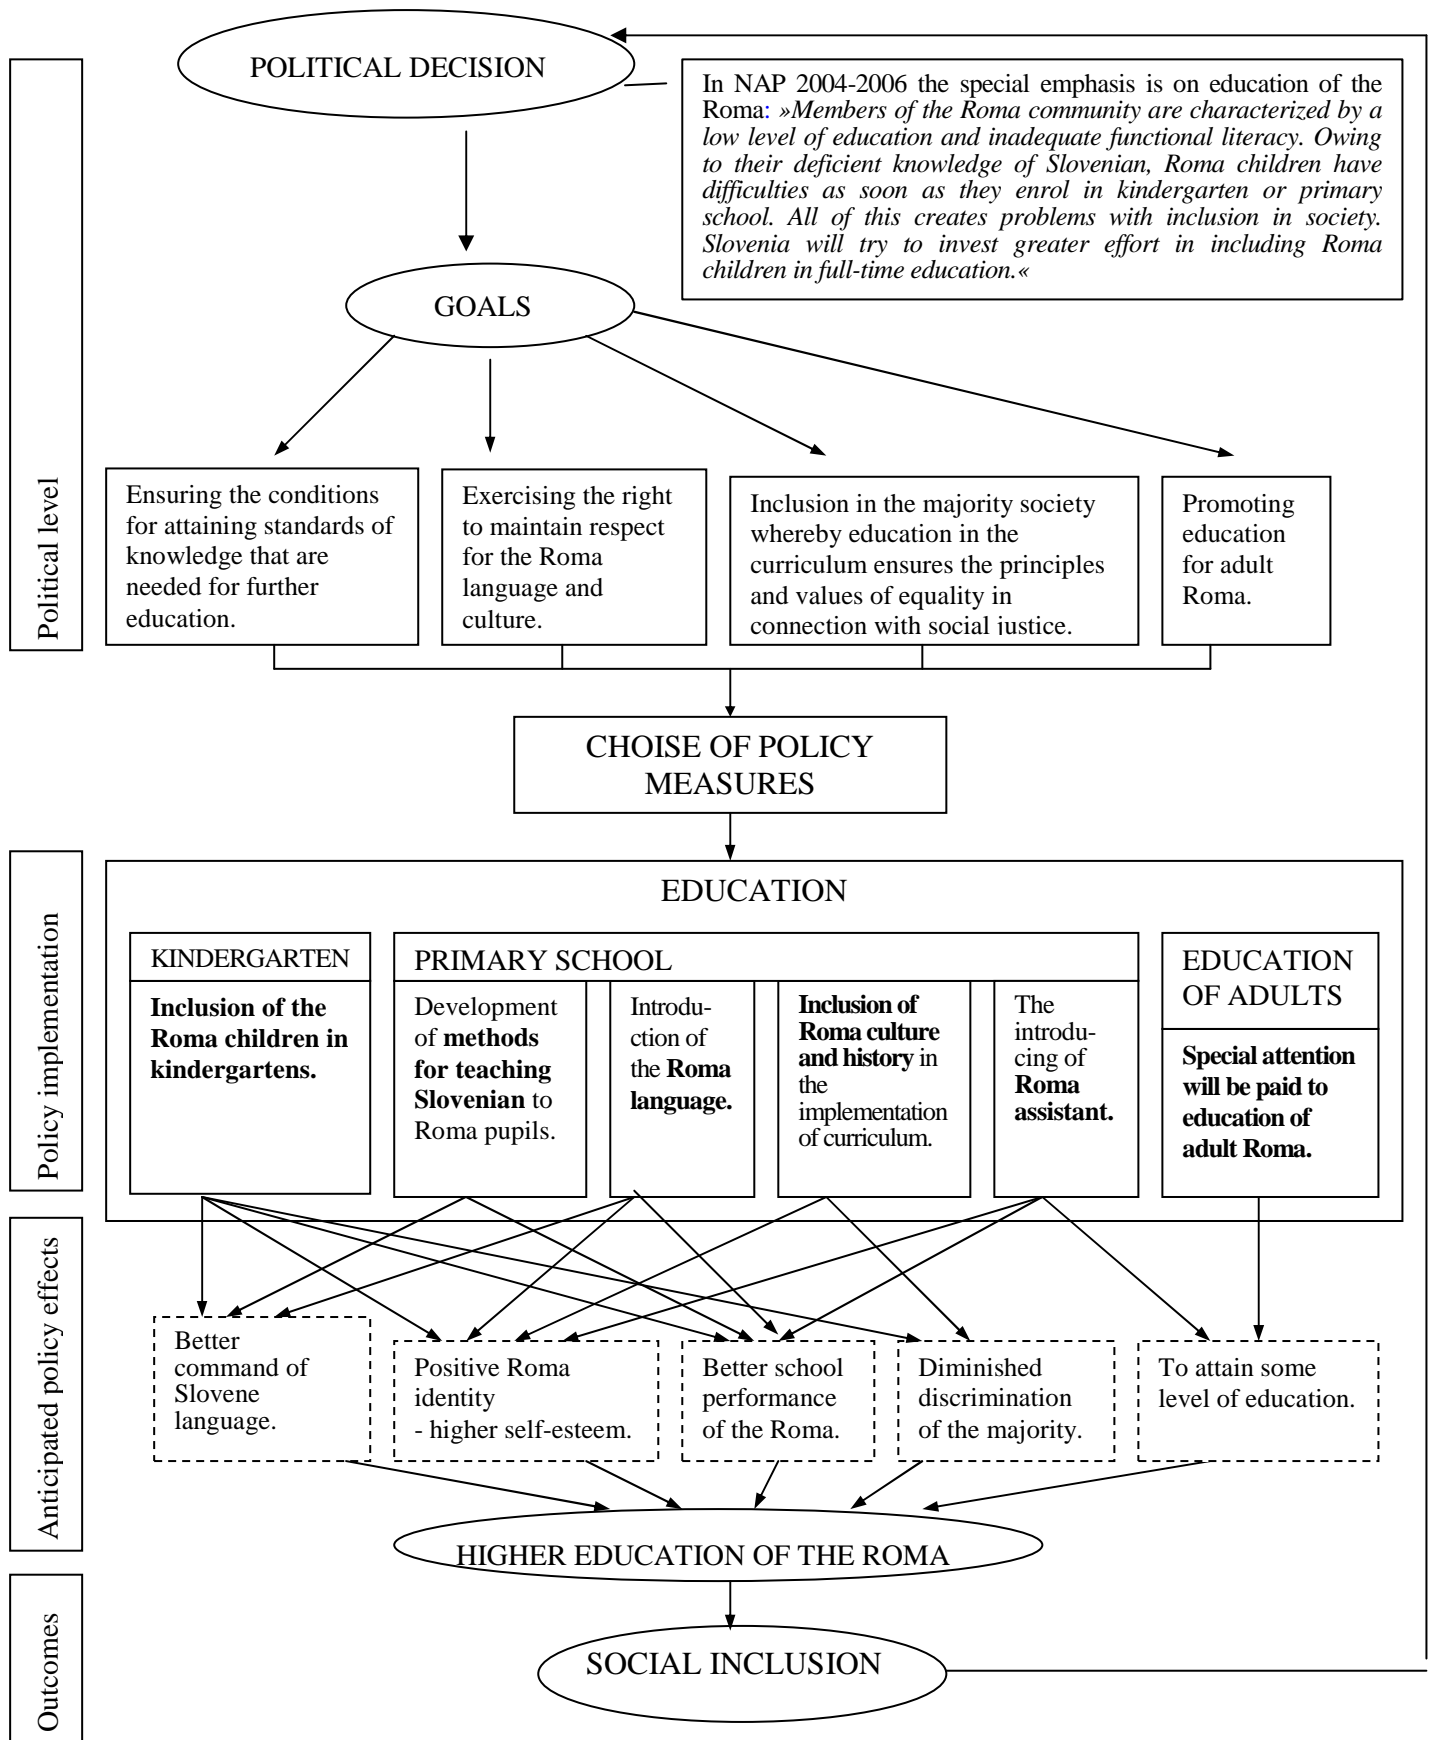 POLITICAL DECISION
In NAP 2004-2006 the special emphasis is on education of the
Roma: »Members of the Roma community are characterized by a
low level of education and inadequate functional literacy. Owing
to their deficient knowledge of Slovenian, Roma children have
difficulties as soon as they enrol in kindergarten or primary
school. All of this creates problems with inclusion in society.
Slovenia will try to invest greater effort in including Roma
children in full-time education.«
GOALS
Political level
Ensuring the conditions
for attaining standards of
knowledge that are
needed for further
education.
Exercising the right
to maintain respect
for the Roma
language and
culture.
Inclusion in the majority society
whereby education in the
curriculum ensures the principles
and values of equality in
connection with social justice.
Promoting
education
for adult
Roma.
CHOISE OF POLICY
MEASURES
Policy implementation
EDUCATION
KINDERGARTEN
Inclusion of the
Roma children in
kindergartens.
PRIMARY SCHOOL
Development
of methods
for teaching
Slovenian to
Roma pupils.
Introdu-
ction of
the Roma
language.
Inclusion of
Roma culture
and history in
the
implementation
of curriculum.
The
introdu-
cing of
Roma
assistant.
EDUCATION
OF ADULTS
Special attention
will be paid to
education of
adult Roma.
Anticipated policy effects
Better
command of
Slovene
language.
Positive Roma
identity
- higher self-esteem.
Better school
performance
of the Roma.
Diminished
discrimination
of the majority.
To attain some
level of education.
HIGHER EDUCATION OF THE ROMA
Outcomes
SOCIAL INCLUSION